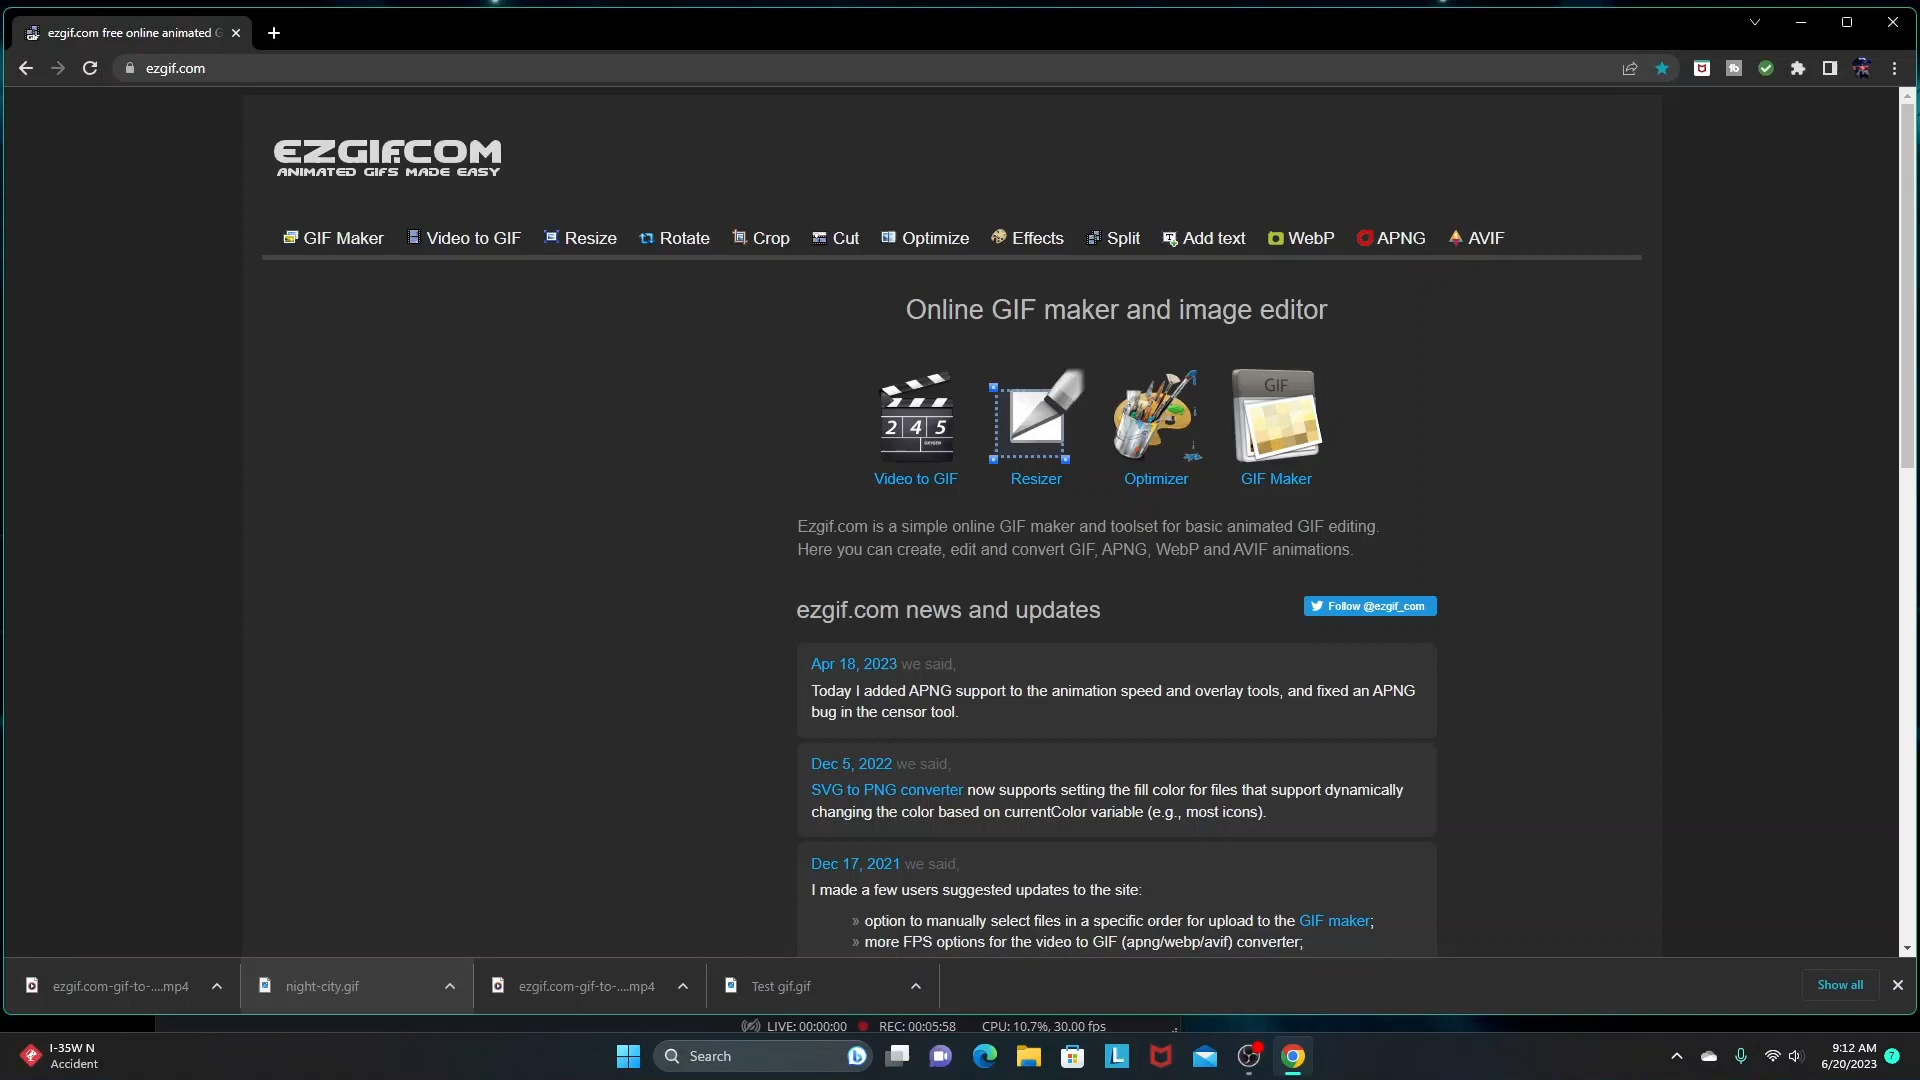 ezgif.com free online animated G
ezgif.com
EZGIF.COM
ANIMATED GIFS MADE EASY
GIF Maker Video to GIF Resize Rotate Crop Cut Optimize Effects Split Add text WebP APNG AVIF
Online GIF maker and image editor
2 4 5
OXYGEN
GIF
Video to GIF Resizer Optimizer GIF Maker
Ezgif.com is a simple online GIF maker and toolset for basic animated GIF editing.
Here you can create, edit and convert GIF, APNG, WebP and AVIF animations.
ezgif.com news and updates
Follow @ezgif_com
Apr 18, 2023 we said,
Today I added APNG support to the animation speed and overlay tools, and fixed an APNG
bug in the censor tool.
Dec 5, 2022 we said,
SVG to PNG converter now supports setting the fill color for files that support dynamically
changing the color based on currentColor variable (e.g., most icons).
Dec 17, 2021 we said,
I made a few users suggested updates to the site:
» option to manually select files in a specific order for upload to the GIF maker;
» more FPS options for the video to GIF (apng/webp/avif) converter;
ezgif.com-gif-to-....mp4 night-city.gif ezgif.com-gif-to-....mp4 Test gif.gif Show all
LIVE: 00:00:00 REC: 00:05:58 CPU: 10.7%, 30.00 fps
I-35W N
Accident
Search
L
9:12 AM
6/20/2023
7